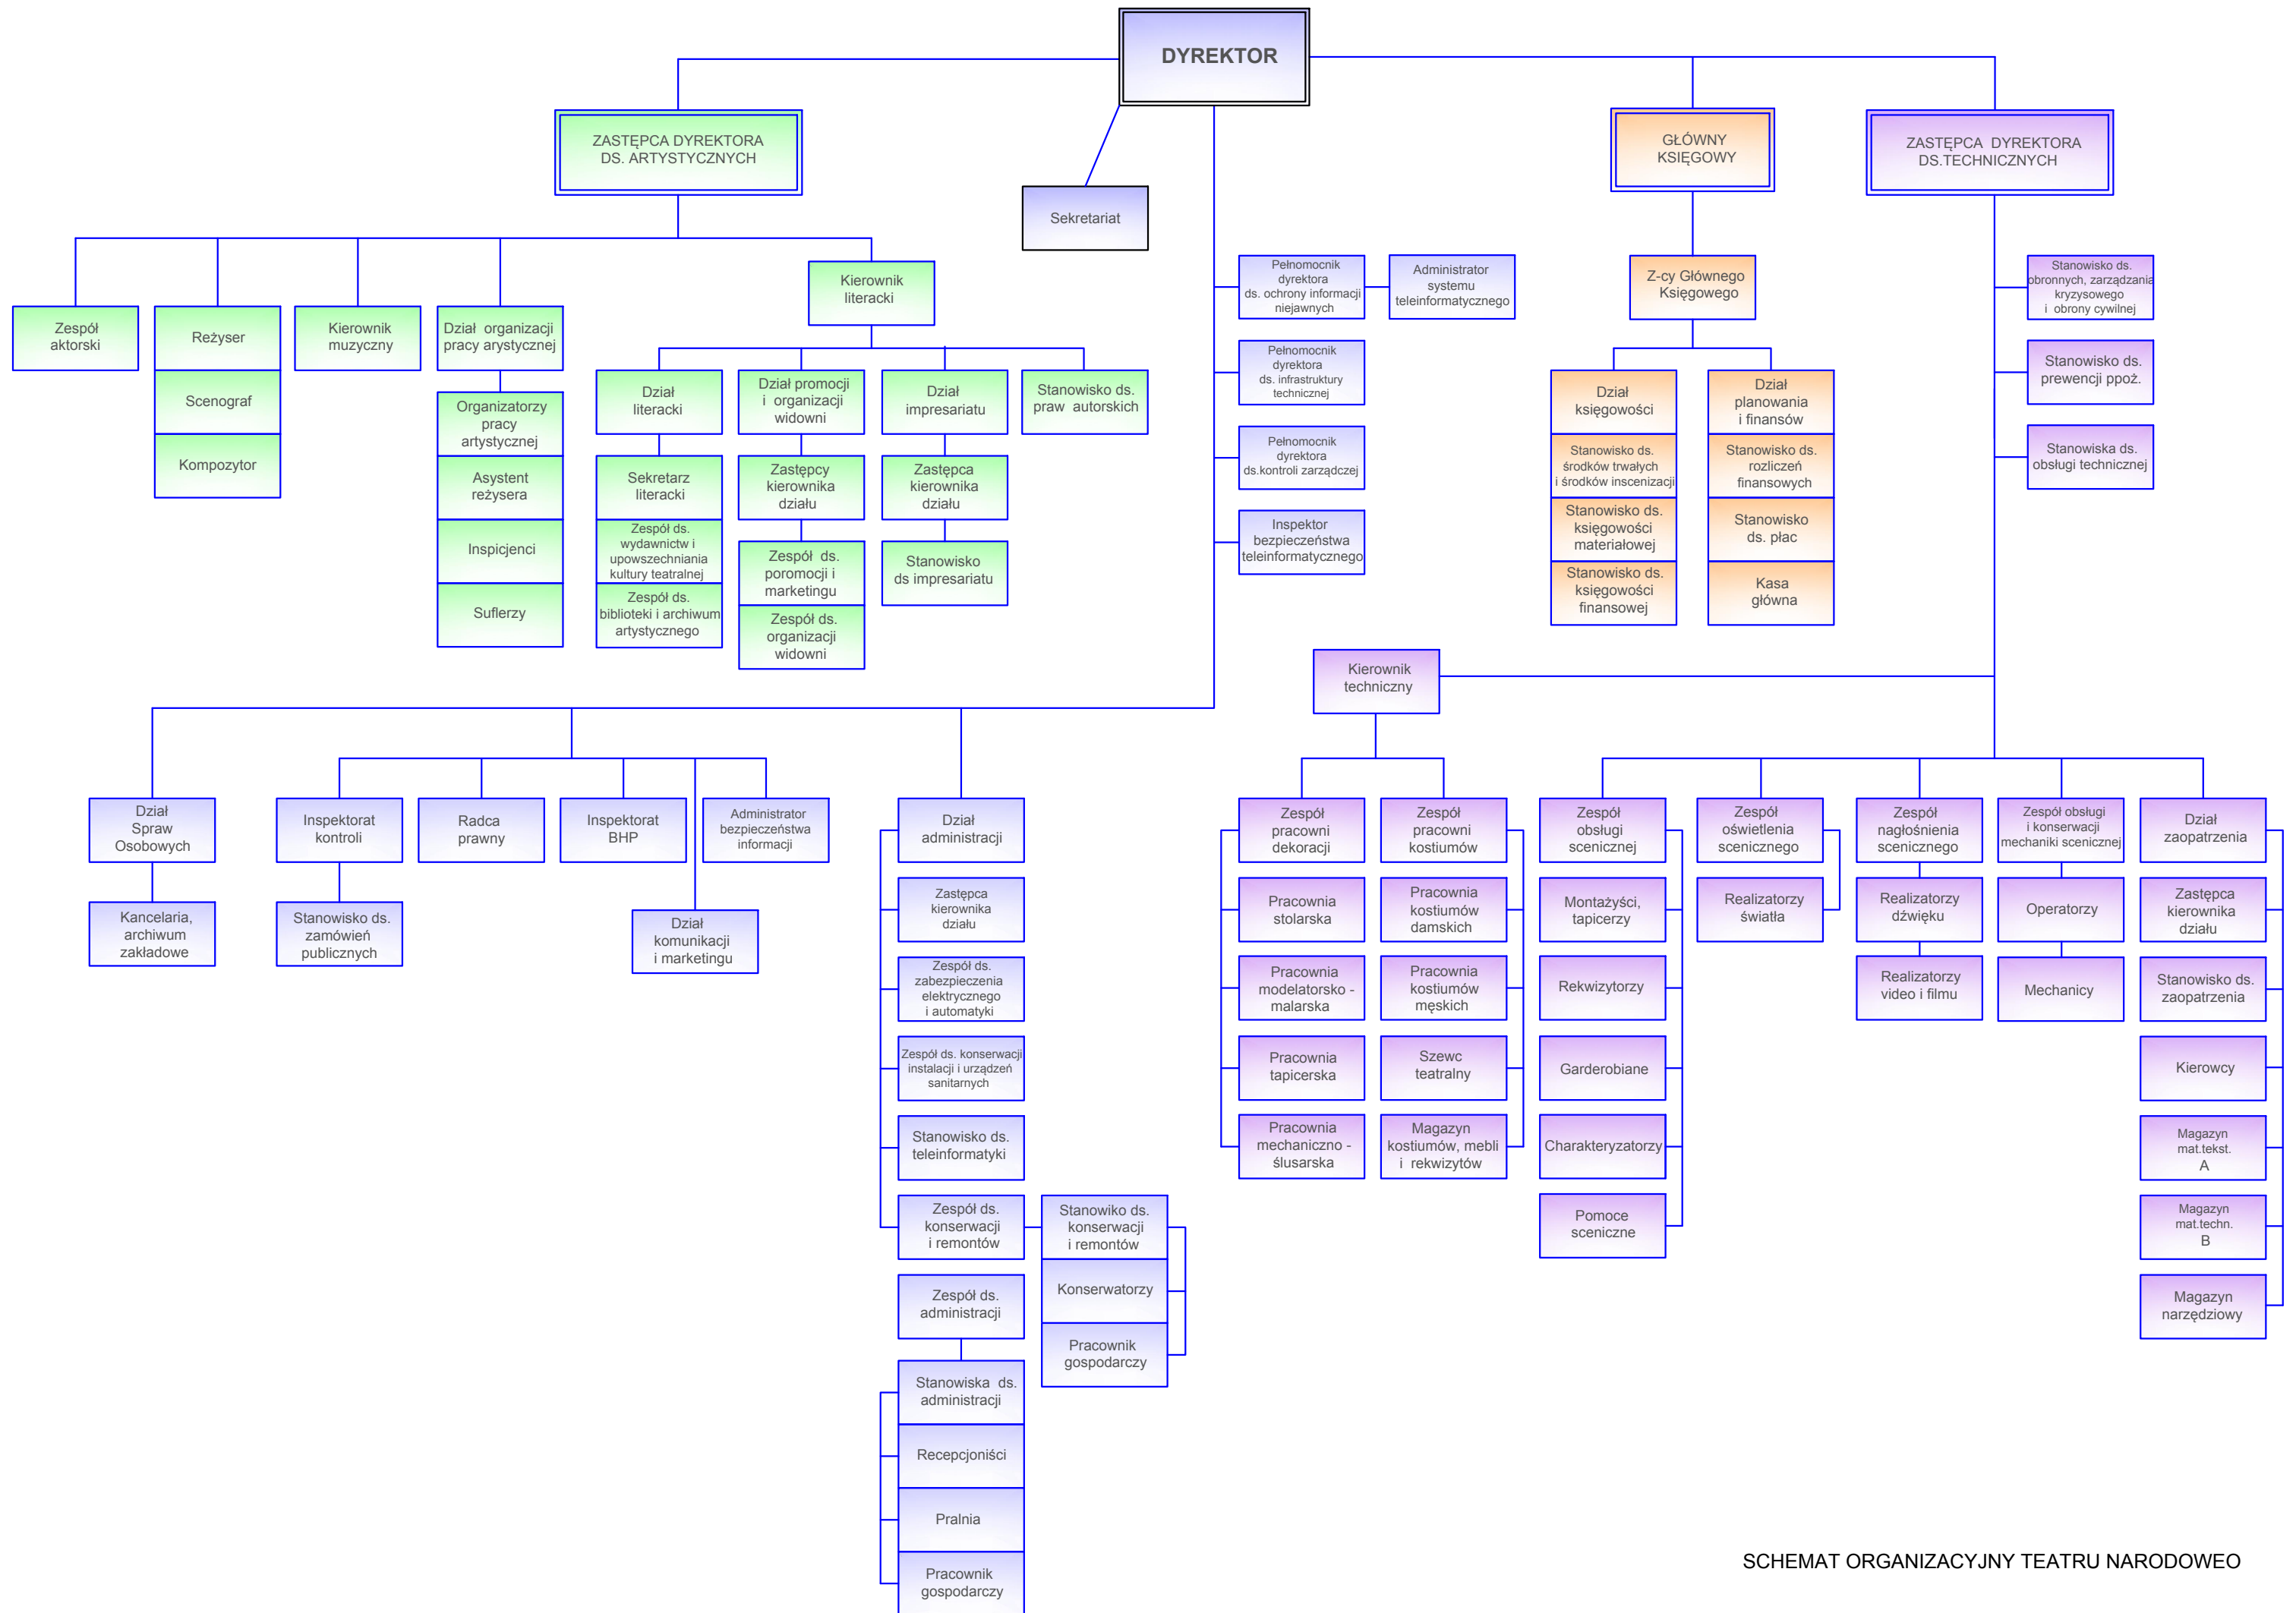 DYREKTOR
ZASTĘPCA DYREKTORA
DS. ARTYSTYCZNYCH
GŁÓWNY
KSIĘGOWY
ZASTĘPCA DYREKTORA
DS.TECHNICZNYCH
Sekretariat
Kierownik
literacki
Zespół
aktorski
Reżyser
Scenograf
Kompozytor
Kierownik
muzyczny
Dział organizacji
pracy arystycznej
Organizatorzy
pracy
artystycznej
Asystent
reżysera
Inspicjenci
Suflerzy
Dział
literacki
Sekretarz
literacki
Zespół ds.
wydawnictw i
upowszechniania
kultury teatralnej
Zespół ds.
biblioteki i archiwum
artystycznego
Dział promocji
i organizacji
widowni
Zastępcy
kierownika
działu
Zespół ds.
poromocji i
marketingu
Zespół ds.
organizacji
widowni
Dział
impresariatu
Zastępca
kierownika
działu
Stanowisko
ds impresariatu
Stanowisko ds.
praw autorskich
Pełnomocnik
dyrektora
ds. ochrony informacji
niejawnych
Administrator
systemu
teleinformatycznego
Pełnomocnik
dyrektora
ds. infrastruktury
technicznej
Pełnomocnik
dyrektora
ds.kontroli zarządczej
Inspektor
bezpieczeństwa
teleinformatycznego
Z-cy Głównego
Księgowego
Dział
księgowości
Stanowisko ds.
środków trwałych
i środków inscenizacji
Stanowisko ds.
księgowości
materiałowej
Stanowisko ds.
księgowości
finansowej
Dział
planowania
i finansów
Stanowisko ds.
rozliczeń
finansowych
Stanowisko
ds. płac
Kasa
główna
Stanowisko ds.
obronnych, zarządzania
kryzysowego
i obrony cywilnej
Stanowisko ds.
prewencji ppoż.
Stanowiska ds.
obsługi technicznej
Kierownik
techniczny
Dział
Spraw
Osobowych
Kancelaria,
archiwum
zakładowe
Inspektorat
kontroli
Stanowisko ds.
zamówień
publicznych
Radca
prawny
Inspektorat
BHP
Dział
komunikacji
i marketingu
Administrator
bezpieczeństwa
informacji
Dział
administracji
Zastępca
kierownika
działu
Zespół ds.
zabezpieczenia
elektrycznego
i automatyki
Zespół ds. konserwacji
instalacji i urządzeń
sanitarnych
Stanowisko ds.
teleinformatyki
Zespół ds.
konserwacji
i remontów
Stanowiko ds.
konserwacji
i remontów
Konserwatorzy
Pracownik
gospodarczy
Zespół ds.
administracji
Stanowiska ds.
administracji
Recepcjoniści
Pralnia
Pracownik
gospodarczy
Zespół
pracowni
dekoracji
Pracownia
stolarska
Pracownia
modelatorsko -
malarska
Pracownia
tapicerska
Pracownia
mechaniczno -
ślusarska
Zespół
pracowni
kostiumów
Pracownia
kostiumów
damskich
Pracownia
kostiumów
męskich
Szewc
teatralny
Magazyn
kostiumów, mebli
i rekwizytów
Zespół
obsługi
scenicznej
Montażyści,
tapicerzy
Rekwizytorzy
Garderobiane
Charakteryzatorzy
Pomoce
sceniczne
Zespół
oświetlenia
scenicznego
Realizatorzy
światła
Zespół
nagłośnienia
scenicznego
Realizatorzy
dźwięku
Realizatorzy
video i filmu
Zespół obsługi
i konserwacji
mechaniki scenicznej
Operatorzy
Mechanicy
Dział
zaopatrzenia
Zastępca
kierownika
działu
Stanowisko ds.
zaopatrzenia
Kierowcy
Magazyn
mat.tekst.
A
Magazyn
mat.techn.
B
Magazyn
narzędziowy
SCHEMAT ORGANIZACYJNY TEATRU NARODOWEO